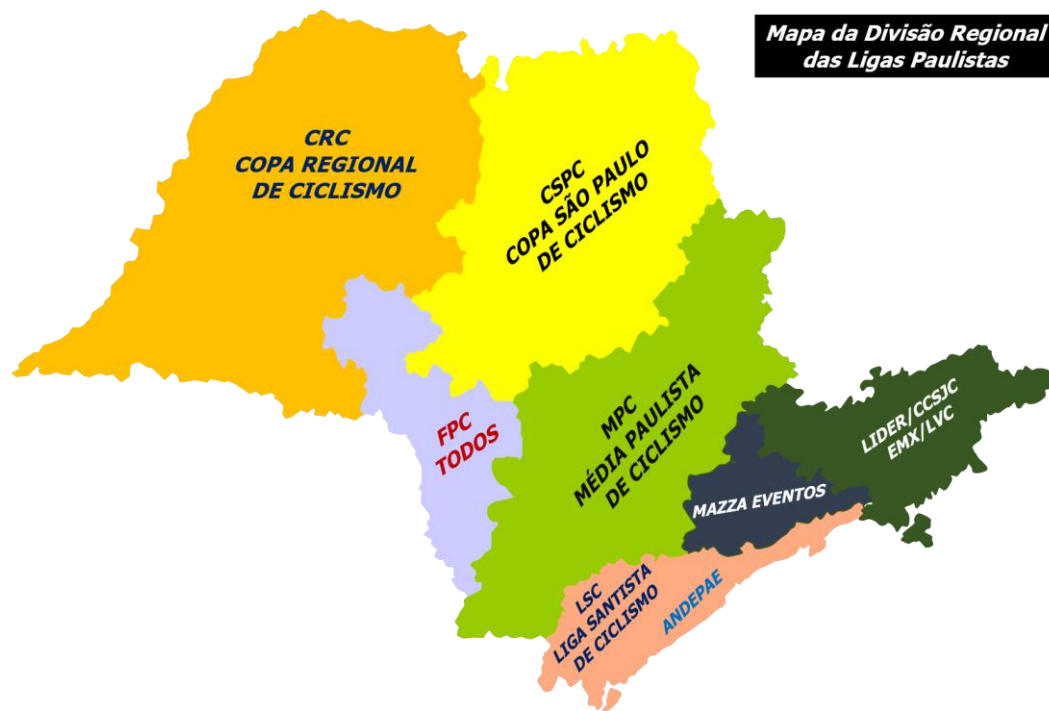 Mapa da Divisão Regional
das Ligas Paulistas
CRC
COPA REGIONAL
DE CICLISMO
CSPC
COPA SÃO PAULO
DE CICLISMO
FPC
TODOS
MPC
MÉDIA PAULISTA
DE CICLISMO
LIDER/CCSJC
EMX/LVC
MAZZA EVENTOS
LSC
LIGA SANTISTA
DE CICLISMO
ANDEPAE